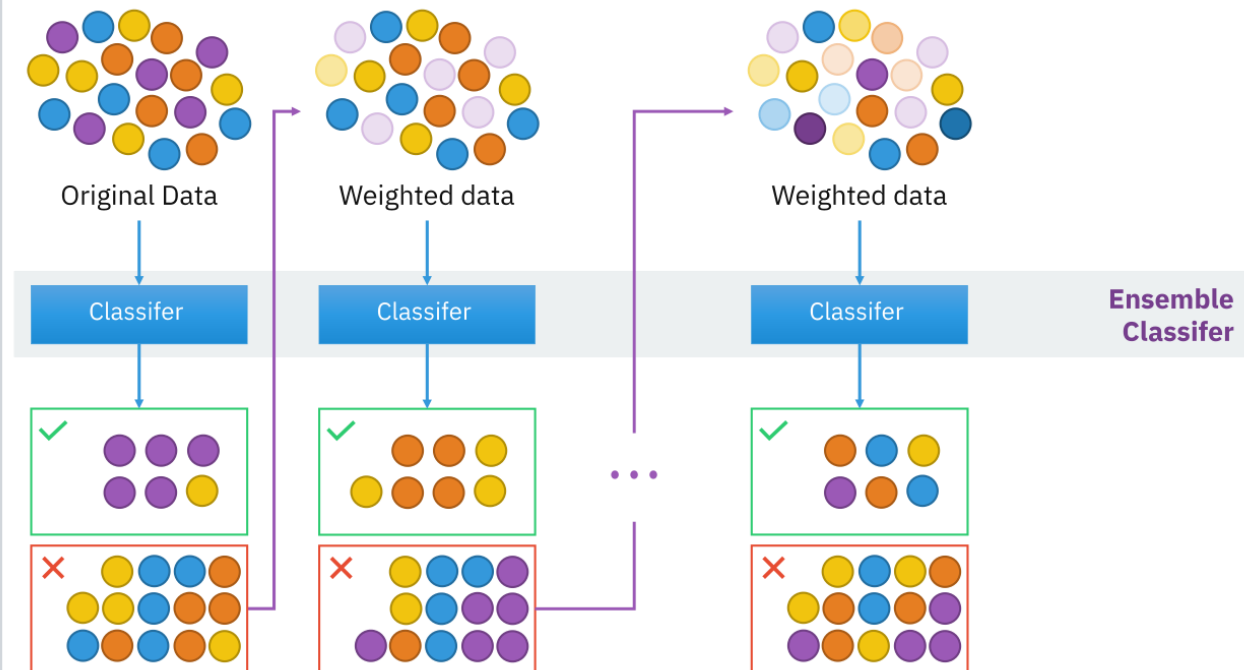 Original Data
Weighted data
Weighted data
Classifer
Classifer
Classifer
Ensemble
Classifer